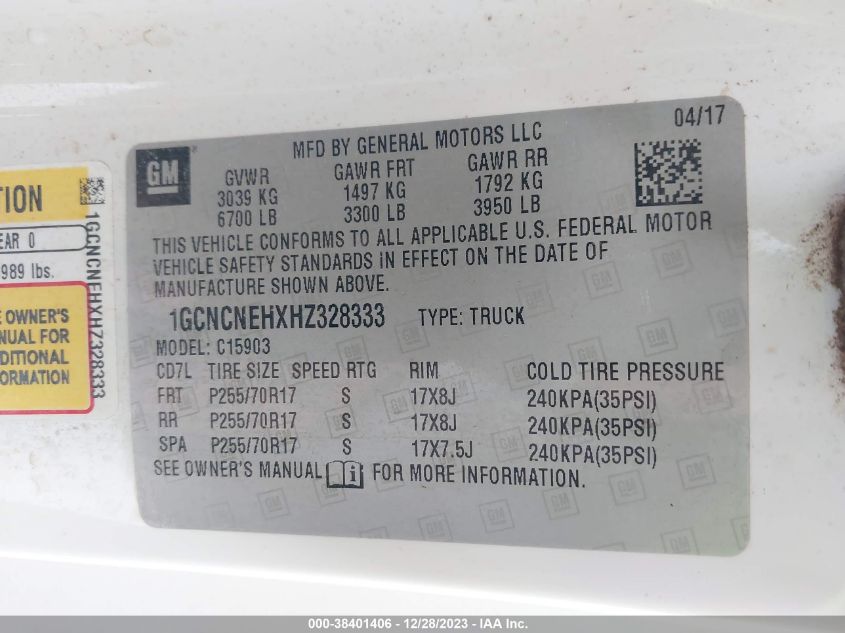 TION
EAR 0
989 lbs.
E OWNER'S
NUAL FOR
DITIONAL
FORMATION
1GCNCNEHXHZ328333
04/17
GM
MFD BY GENERAL MOTORS LLC
GVWR GAWR FRT GAWR RR
3039 KG 1497 KG 1792 KG
6700 LB 3300 LB 3950 LB
THIS VEHICLE CONFORMS TO ALL APPLICABLE U.S. FEDERAL MOTOR
VEHICLE SAFETY STANDARDS IN EFFECT ON THE DATE OF
MANUFACTURE SHOWN ABOVE.
1GCNCNEHXHZ328333 TYPE: TRUCK
MODEL: C15903
CD7L TIRE SIZE SPEED RTG RIM COLD TIRE PRESSURE
FRT P255/70R17 S 17X8J 240KPA(35PSI)
RR P255/70R17 S 17X8J 240KPA(35PSI)
SPA P255/70R17 S 17X7.5J 240KPA(35PSI)
SEE OWNER'S MANUAL i FOR MORE INFORMATION.
000-38401406 - 12/28/2023 - IAA Inc.